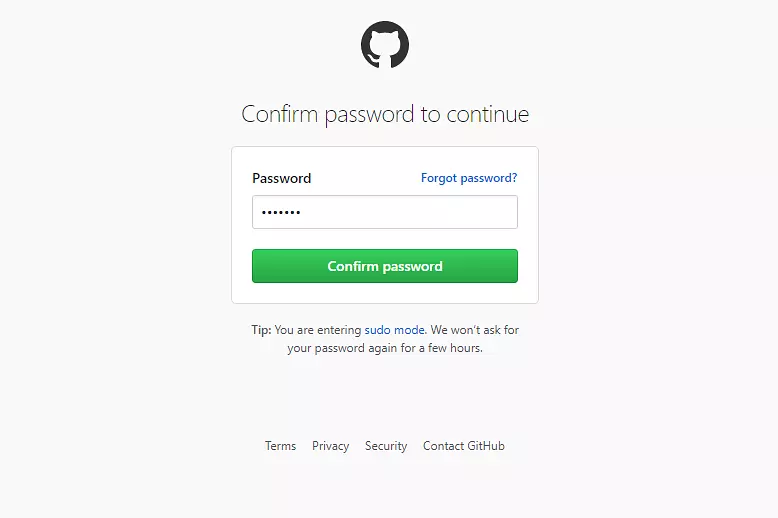 Confirm password to continue
Password Forgot password?
•••••••
Confirm password
Tip: You are entering sudo mode. We won't ask for
your password again for a few hours.
Terms Privacy Security Contact GitHub